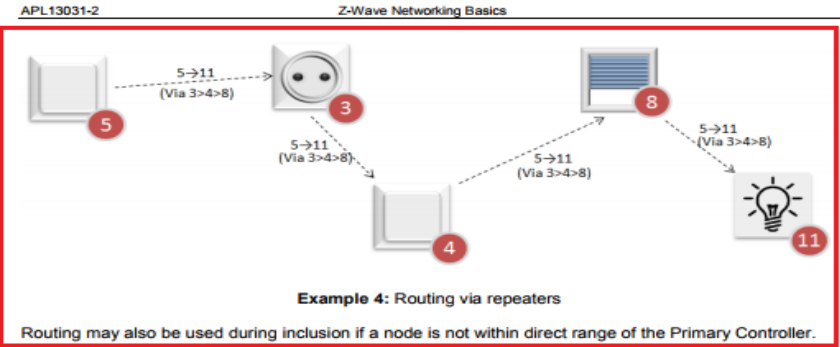 APL13031-2 Z-Wave Networking Basics
5→11
(Via 3>4>8)
5
3
5→11
(Via 3>4>8)
4
5→11
(Via 3>4>8)
8
5→11
(Via 3>4>8)
11
Example 4: Routing via repeaters
Routing may also be used during inclusion if a node is not within direct range of the Primary Controller.